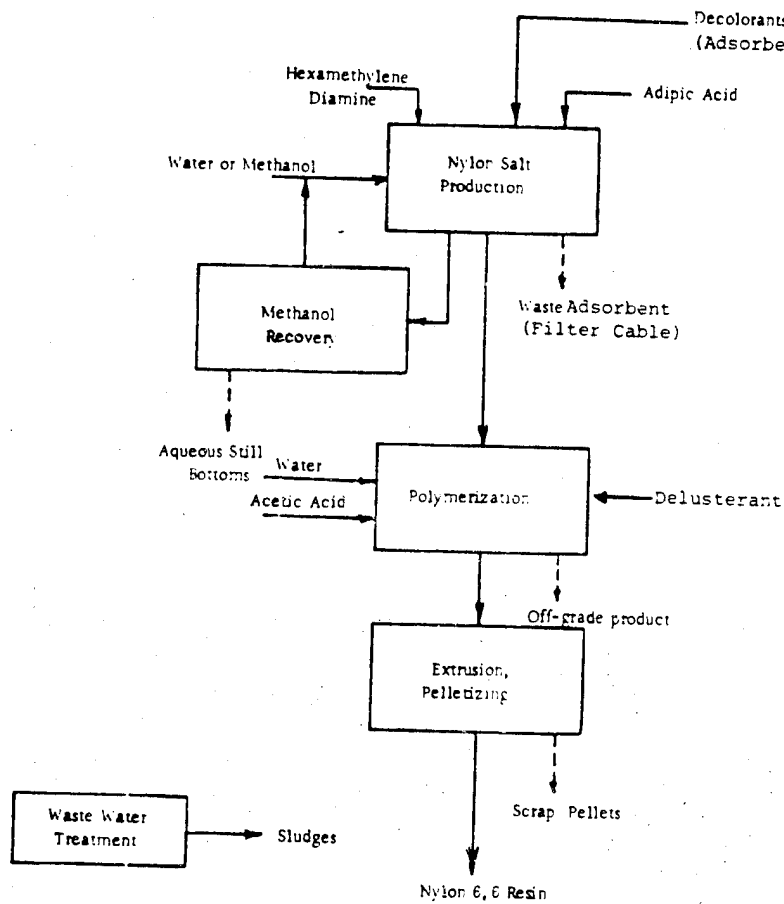 Decolorants
(Adsorbe
Hexamethylene
Diamine
Adipic Acid
Water or Methanol
Nylon Salt
Production
Methanol
Recovery
Waste Adsorbent
(Filter Cable)
Aqueous Still
Bottoms
Water
Acetic Acid
Polymerization
Delusterant
Off-grade product
Extrusion,
Pelletizing
Scrap Pellets
Waste Water
Treatment
Sludges
Nylon 6, 6 Resin